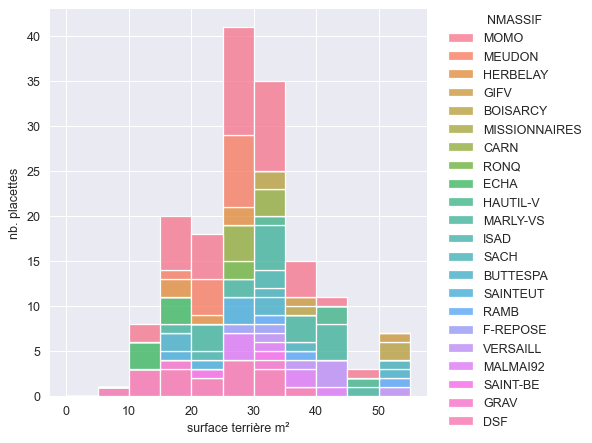 NMASSIF
MOMO
MEUDON
HERBELAY
GIFV
BOISARCY
MISSIONNAIRES
CARN
RONQ
ECHA
HAUTIL-V
MARLY-VS
ISAD
SACH
BUTTESPA
SAINTEUT
RAMB
F-REPOSE
VERSAILL
MALMAI92
SAINT-BE
GRAV
DSF
nb. placettes
40
35
30
25
20
15
10
5
0
0 10 20 30 40 50
surface terrière m²